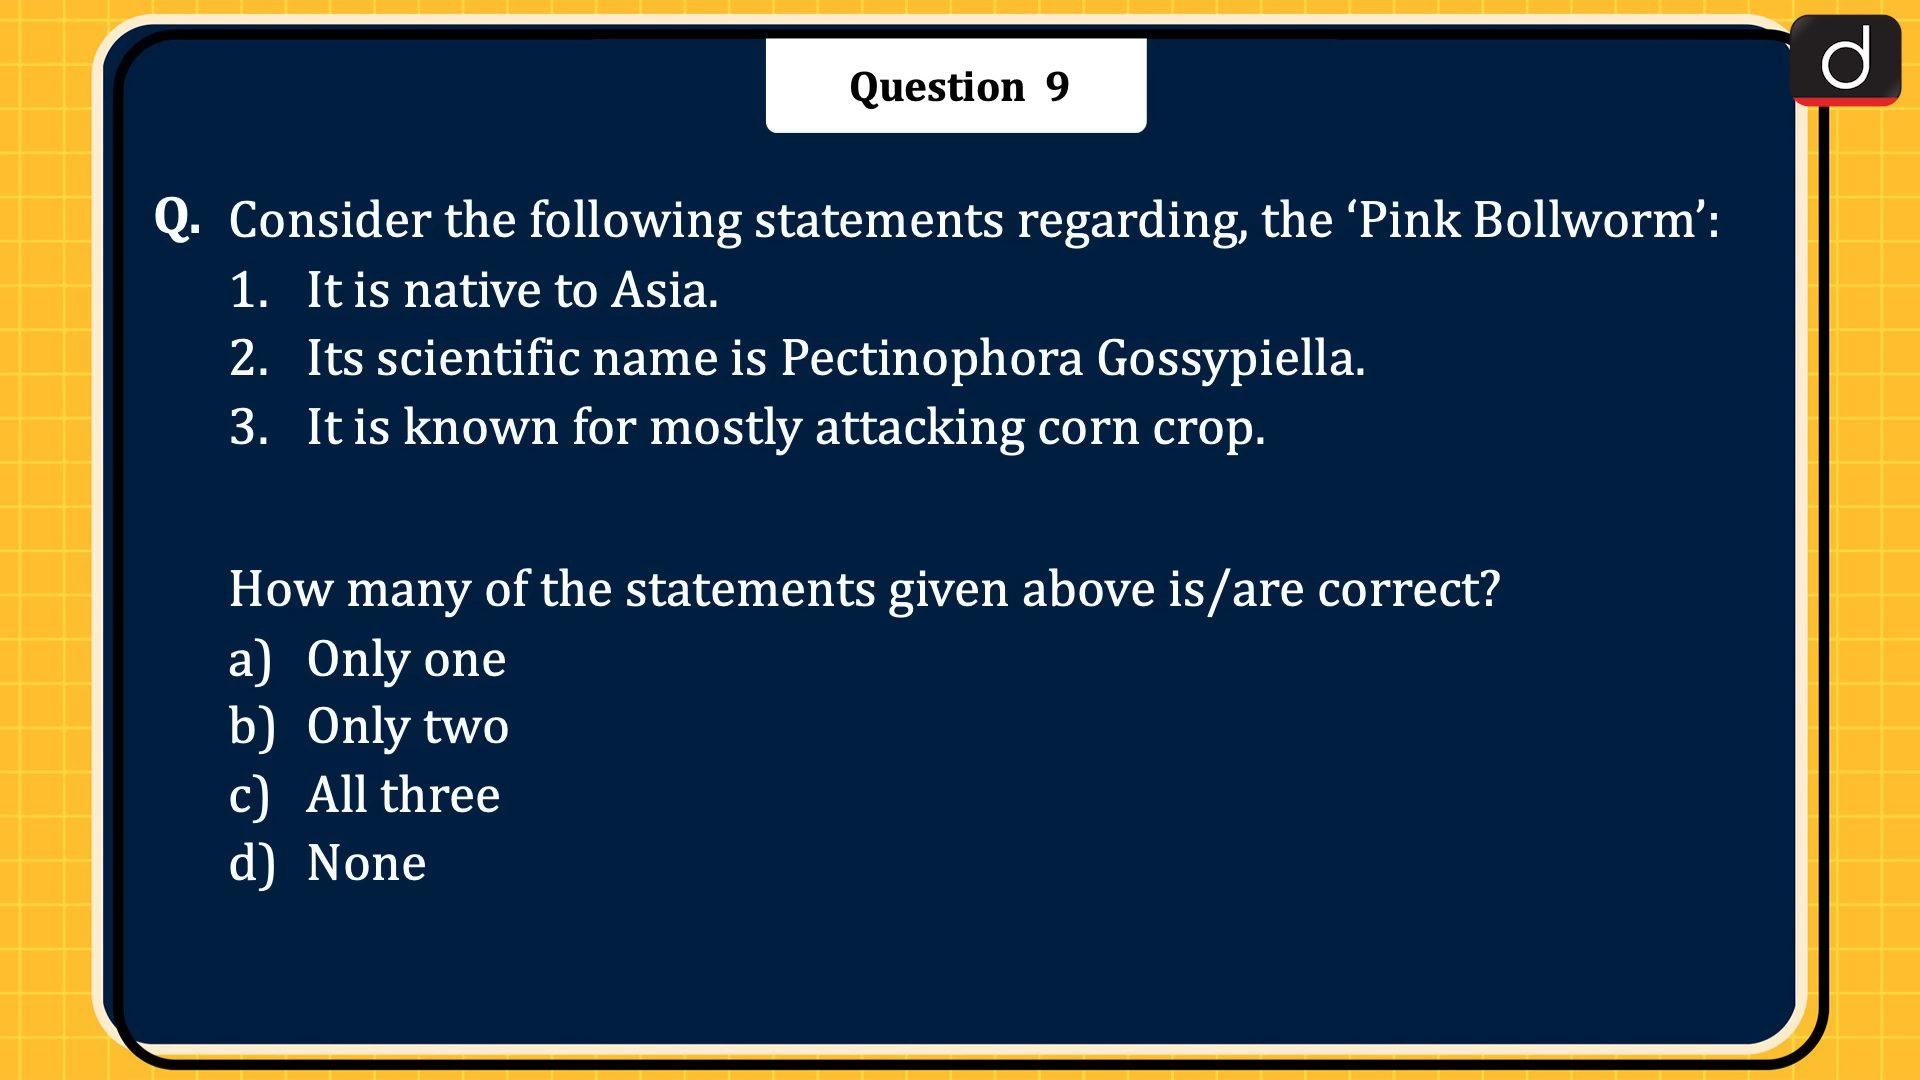 Question 9
Q. Consider the following statements regarding, the ‘Pink Bollworm’:
1. It is native to Asia.
2. Its scientific name is Pectinophora Gossypiella.
3. It is known for mostly attacking corn crop.
How many of the statements given above is/are correct?
a) Only one
b) Only two
c) All three
d) None
d